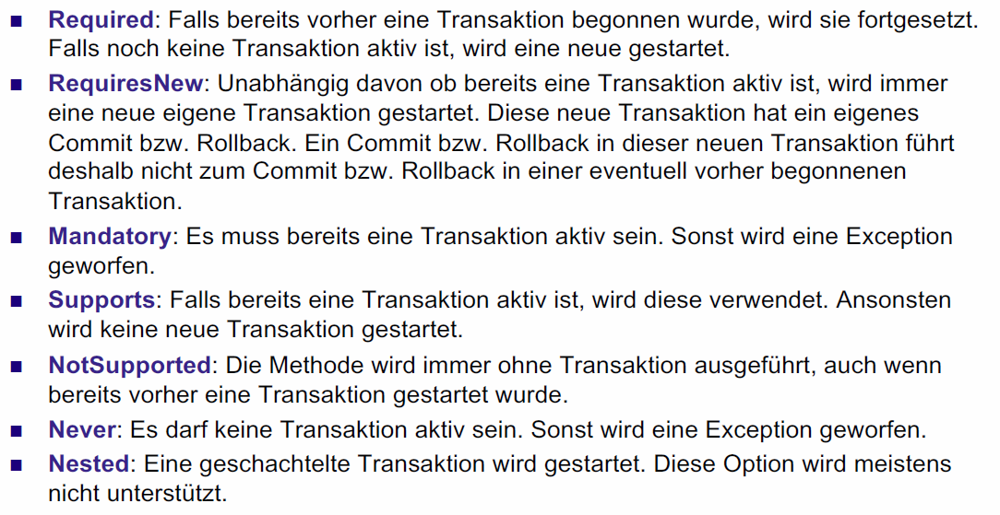 Required: Falls bereits vorher eine Transaktion begonnen wurde, wird sie fortgesetzt.
Falls noch keine Transaktion aktiv ist, wird eine neue gestartet.
RequiresNew: Unabhängig davon ob bereits eine Transaktion aktiv ist, wird immer
eine neue eigene Transaktion gestartet. Diese neue Transaktion hat ein eigenes
Commit bzw. Rollback. Ein Commit bzw. Rollback in dieser neuen Transaktion führt
deshalb nicht zum Commit bzw. Rollback in einer eventuell vorher begonnenen
Transaktion.
Mandatory: Es muss bereits eine Transaktion aktiv sein. Sonst wird eine Exception
geworfen.
Supports: Falls bereits eine Transaktion aktiv ist, wird diese verwendet. Ansonsten
wird keine neue Transaktion gestartet.
NotSupported: Die Methode wird immer ohne Transaktion ausgeführt, auch wenn
bereits vorher eine Transaktion gestartet wurde.
Never: Es darf keine Transaktion aktiv sein. Sonst wird eine Exception geworfen.
Nested: Eine geschachtelte Transaktion wird gestartet. Diese Option wird meistens
nicht unterstützt.